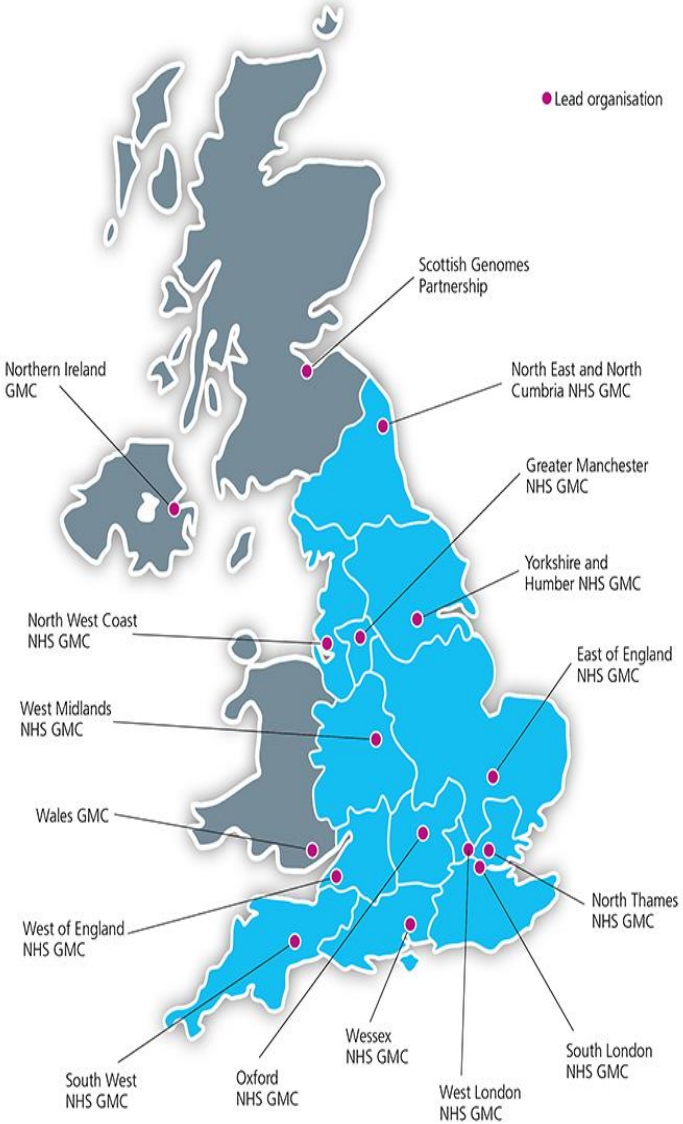 Lead organisation
Scottish Genomes
Partnership
Northern Ireland
GMC
North East and North
Cumbria NHS GMC
Greater Manchester
NHS GMC
Yorkshire and
Humber NHS GMC
North West Coast
NHS GMC
East of England
NHS GMC
West Midlands
NHS GMC
Wales GMC
North Thames
NHS GMC
West of England
NHS GMC
Wessex
NHS GMC
South London
NHS GMC
South West
NHS GMC
Oxford
NHS GMC
West London
NHS GMC